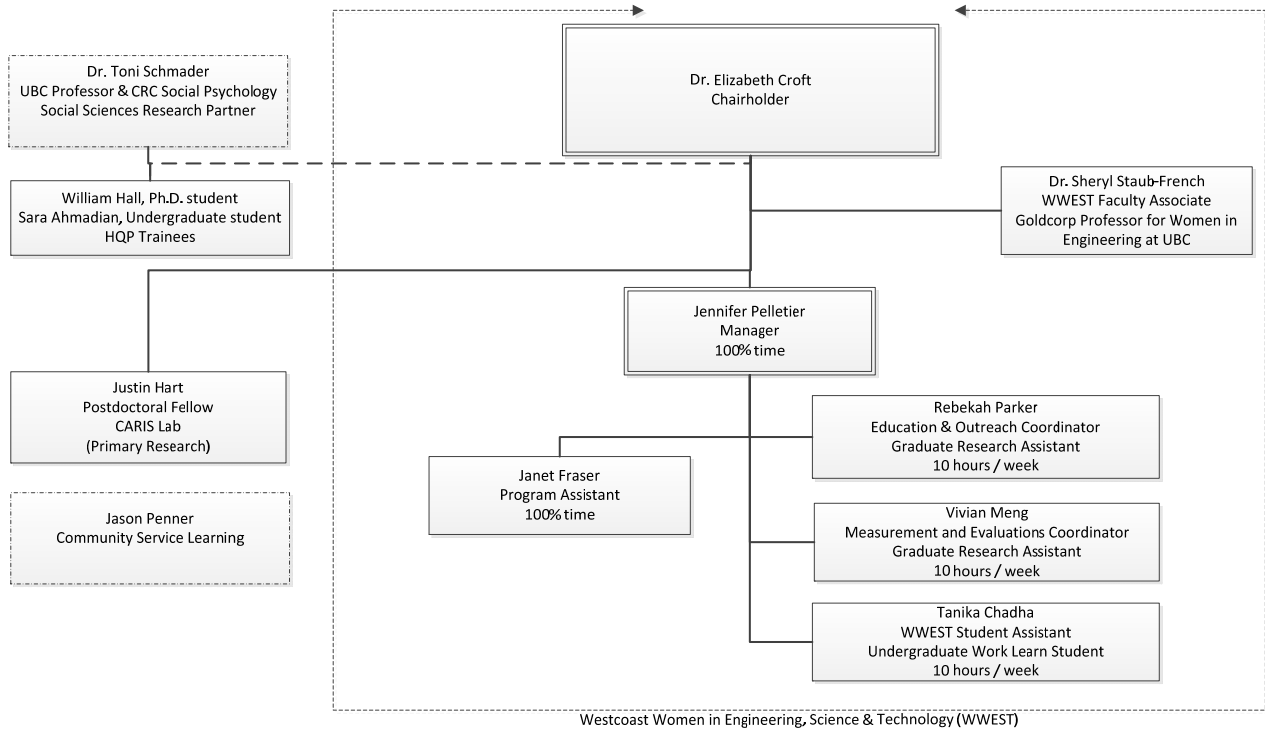 Dr. Elizabeth Croft
Chairholder
Dr. Toni Schmader
UBC Professor & CRC Social Psychology
Social Sciences Research Partner
William Hall, Ph.D. student
Sara Ahmadian, Undergraduate student
HQP Trainees
Dr. Sheryl Staub-French
WWEST Faculty Associate
Goldcorp Professor for Women in
Engineering at UBC
Jennifer Pelletier
Manager
100% time
Justin Hart
Postdoctoral Fellow
CARIS Lab
(Primary Research)
Rebekah Parker
Education & Outreach Coordinator
Graduate Research Assistant
10 hours / week
Janet Fraser
Program Assistant
100% time
Jason Penner
Community Service Learning
Vivian Meng
Measurement and Evaluations Coordinator
Graduate Research Assistant
10 hours / week
Tanika Chadha
WWEST Student Assistant
Undergraduate Work Learn Student
10 hours / week
Westcoast Women in Engineering, Science & Technology (WWEST)